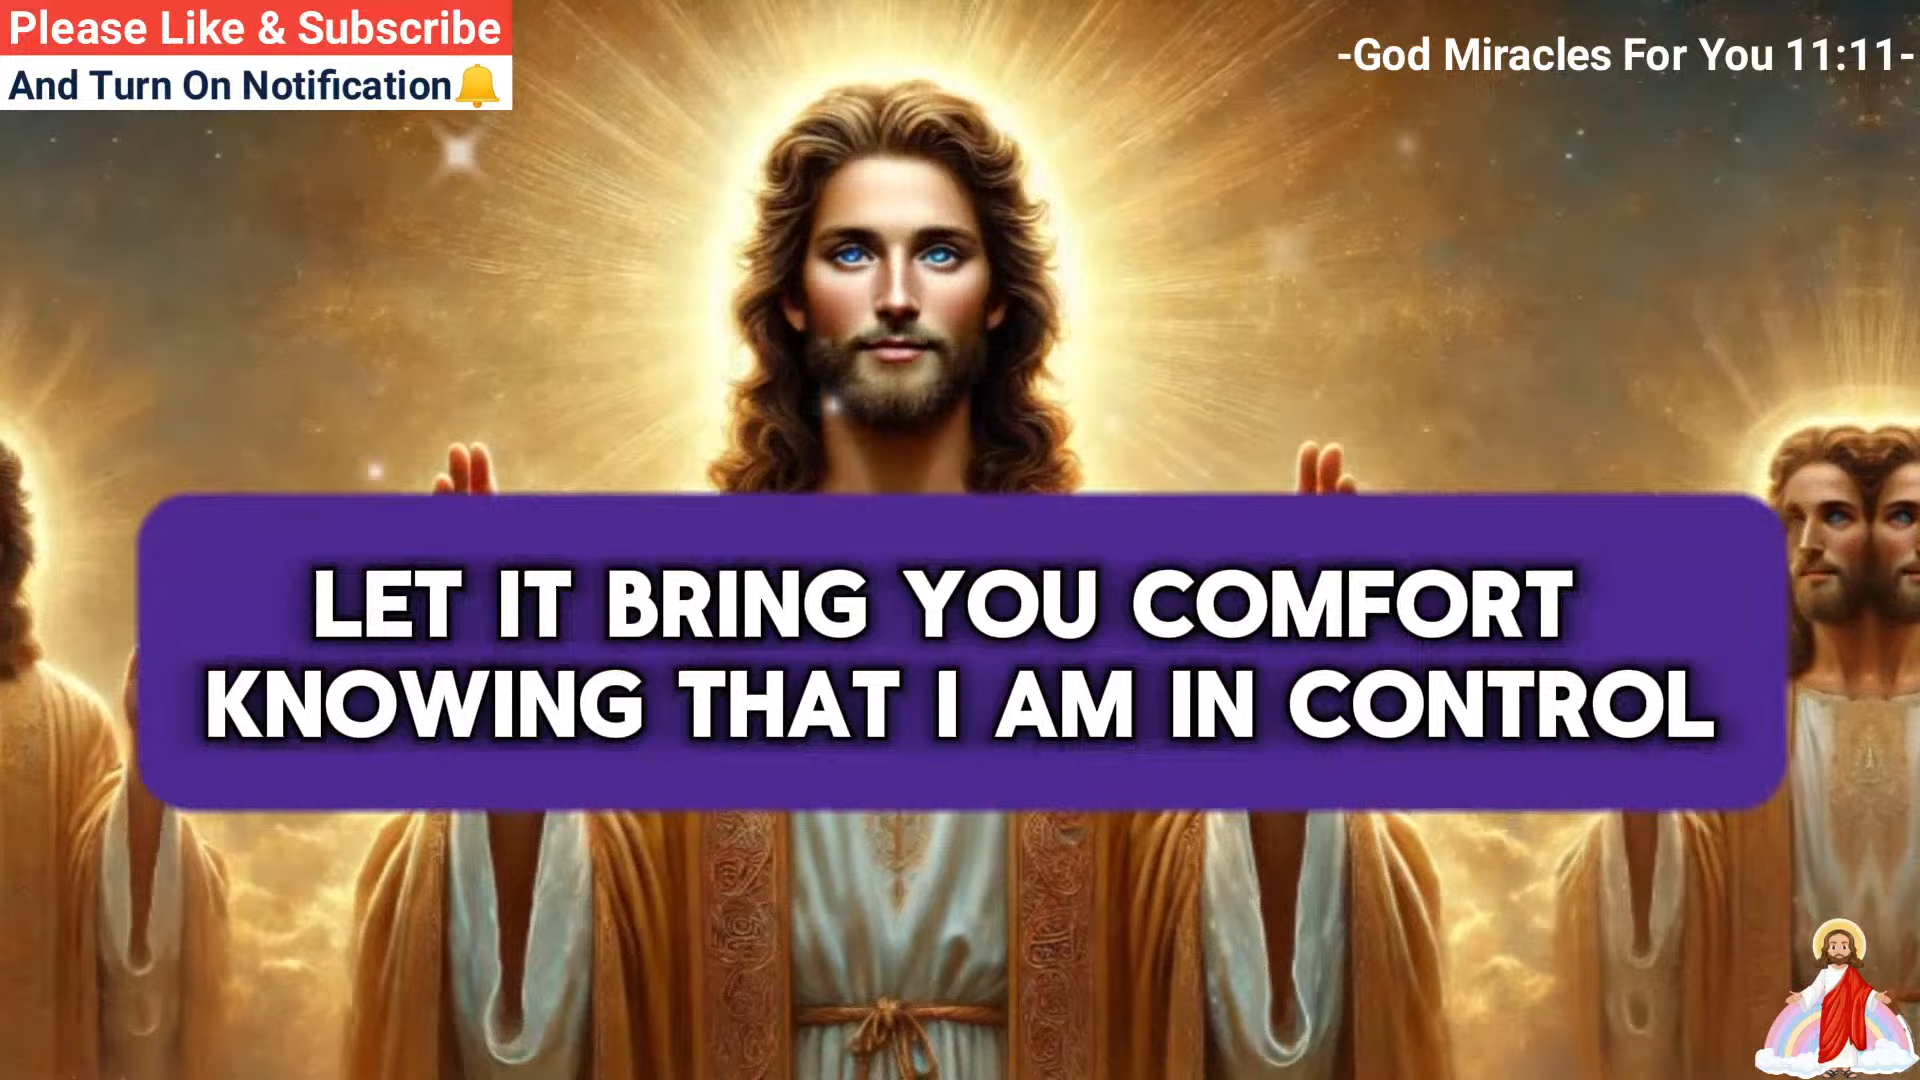 Please Like & Subscribe
And Turn On Notification🔔
-God Miracles For You 11:11-
LET IT BRING YOU COMFORT
KNOWING THAT I AM IN CONTROL